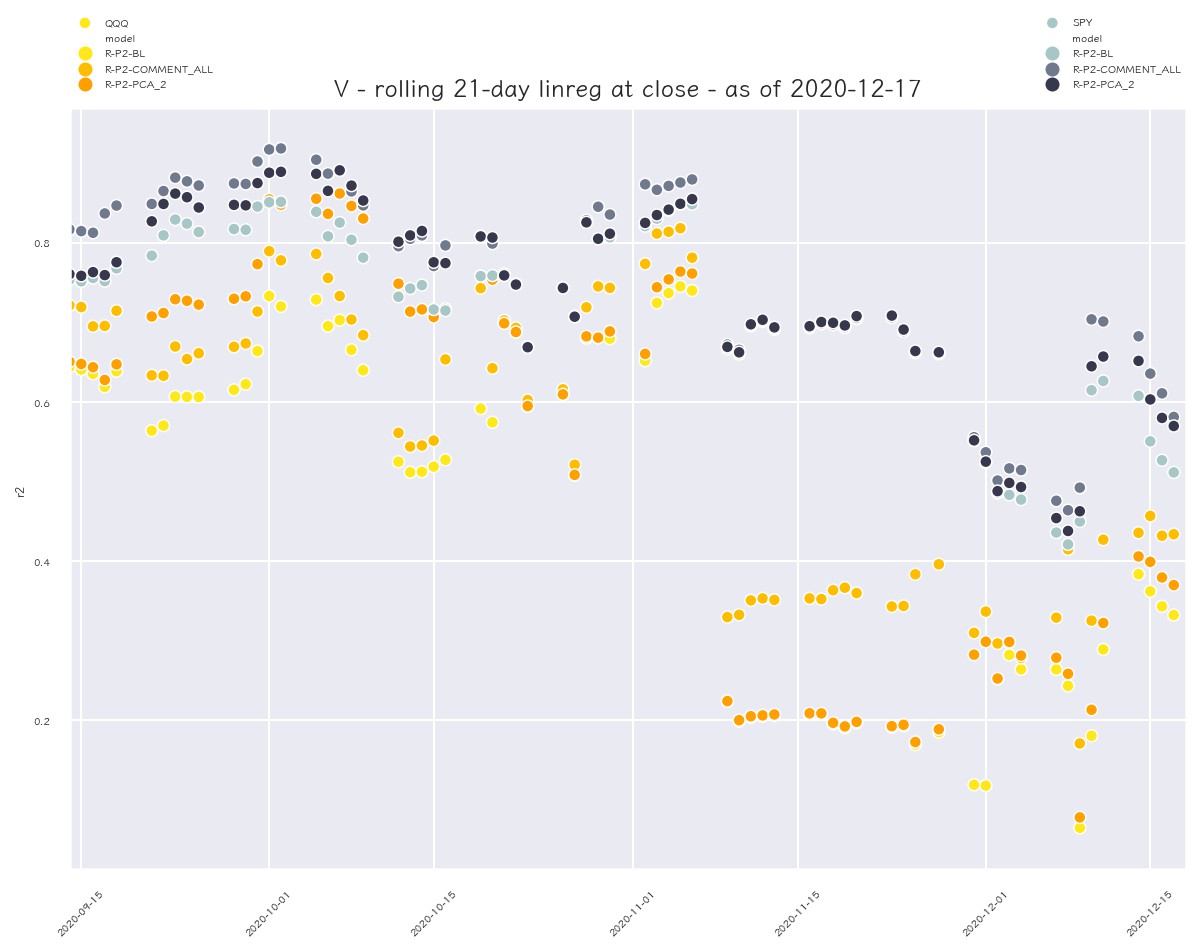 QQQ
model
R-P2-BL
R-P2-COMMENT_ALL
R-P2-PCA_2
SPY
model
R-P2-BL
R-P2-COMMENT_ALL
R-P2-PCA_2
V - rolling 21-day linreg at close - as of 2020-12-17
r2
0.8
0.6
0.4
0.2
2020-09-15
2020-10-01
2020-10-15
2020-11-01
2020-11-15
2020-12-01
2020-12-15